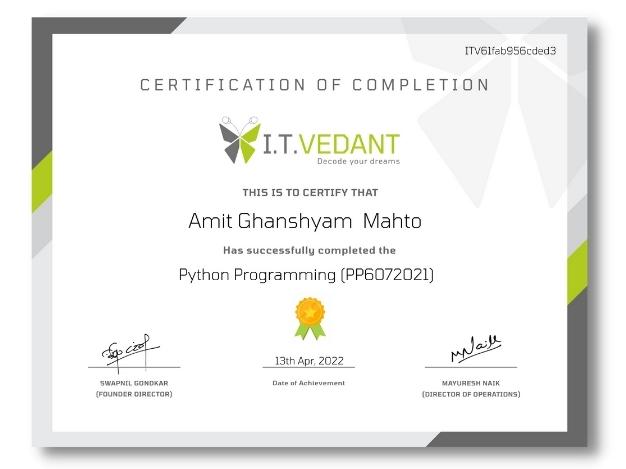 ITV61fab956cded3
CERTIFICATION OF COMPLETION
I.T.VEDANT
Decode your dreams
THIS IS TO CERTIFY THAT
Amit Ghanshyam Mahto
Has successfully completed the
Python Programming (PP6072021)
13th Apr, 2022
SWAPNIL GONDKAR
Date of Achievement
MAYURESH NAIK
(FOUNDER DIRECTOR)
(DIRECTOR OF OPERATIONS)